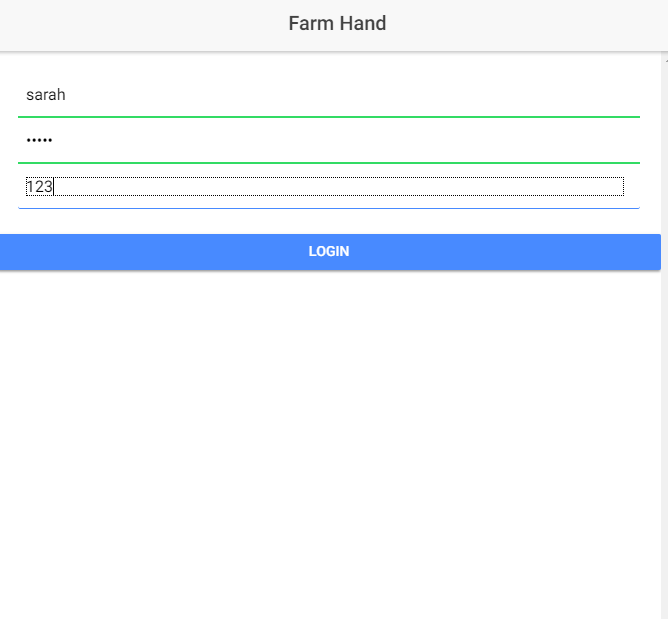 Farm Hand
sarah
•••••
123
LOGIN